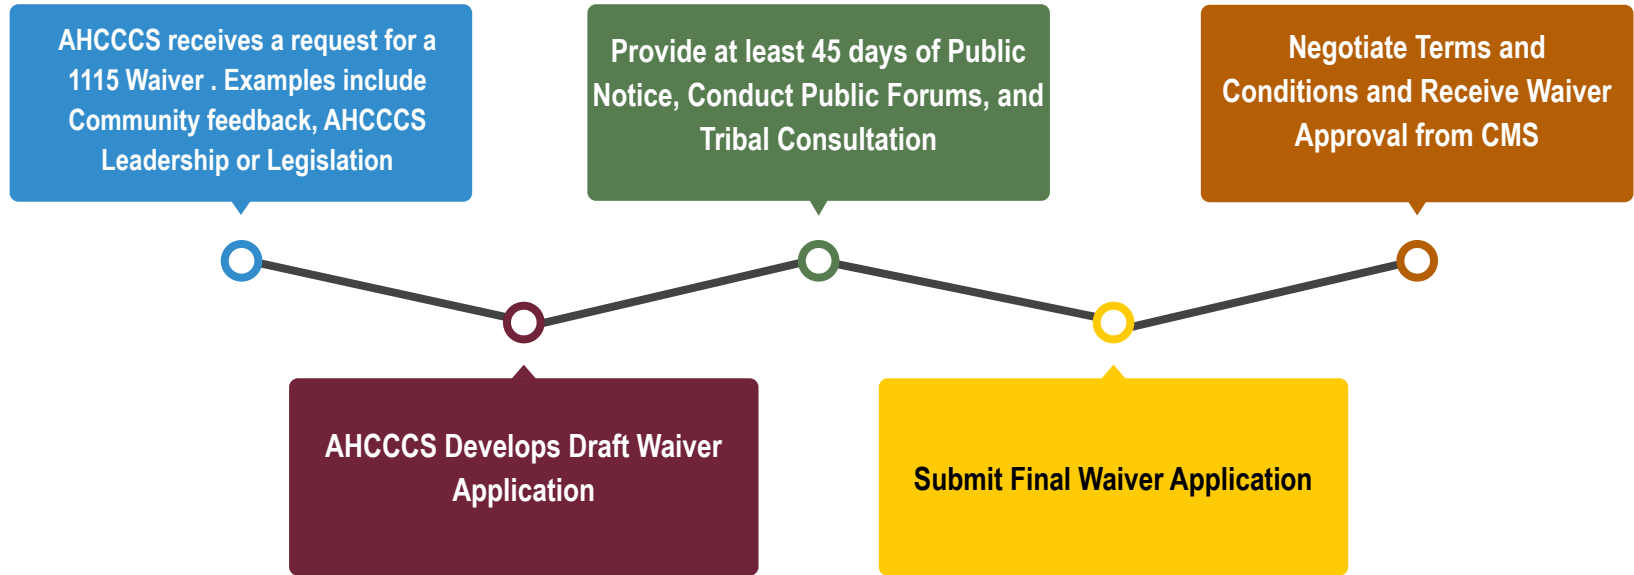 AHCCCS receives a request for a
1115 Waiver . Examples include
Community feedback, AHCCCS
Leadership or Legislation
AHCCCS Develops Draft Waiver
Application
Provide at least 45 days of Public
Notice, Conduct Public Forums, and
Tribal Consultation
Submit Final Waiver Application
Negotiate Terms and
Conditions and Receive Waiver
Approval from CMS